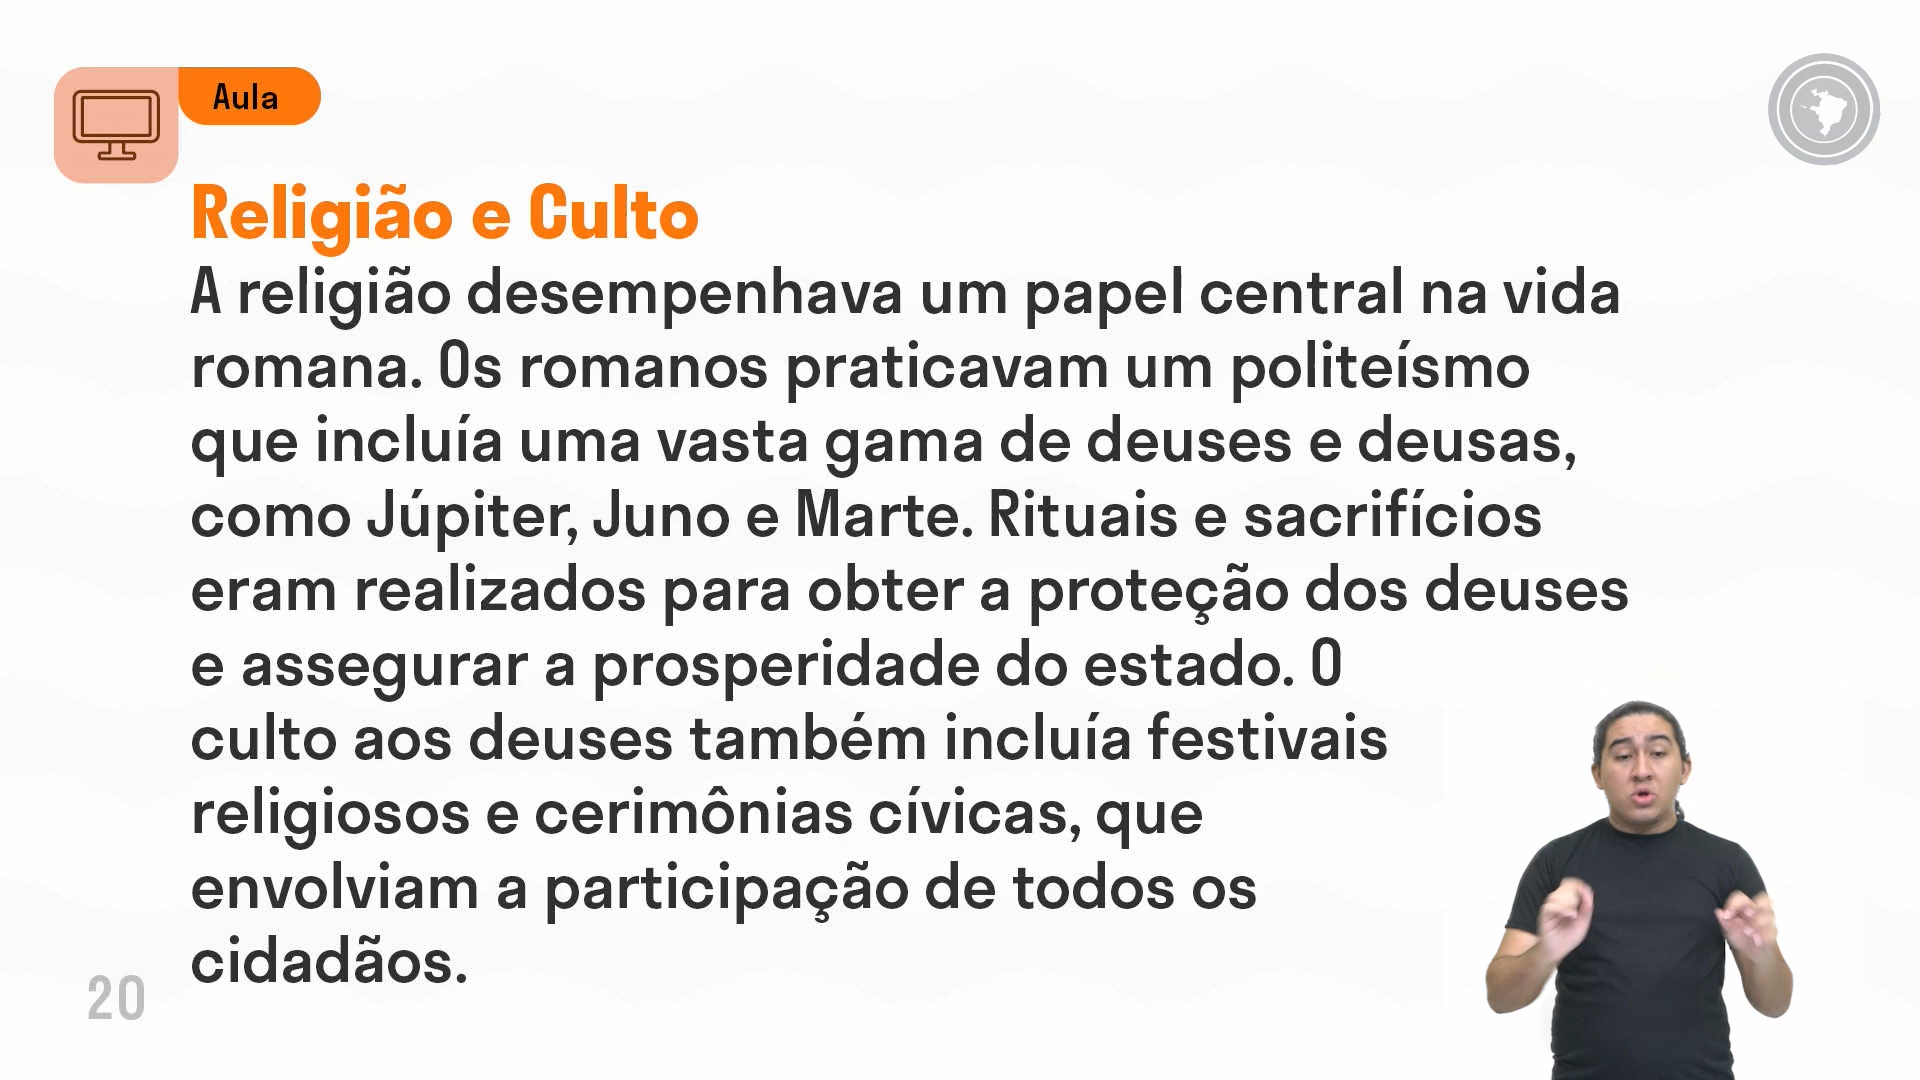 Aula
Religião e Culto
A religião desempenhava um papel central na vida
romana. Os romanos praticavam um politeísmo
que incluía uma vasta gama de deuses e deusas,
como Júpiter, Juno e Marte. Rituais e sacrifícios
eram realizados para obter a proteção dos deuses
e assegurar a prosperidade do estado. O
culto aos deuses também incluía festivais
religiosos e cerimônias cívicas, que
envolviam a participação de todos os
cidadãos.
20